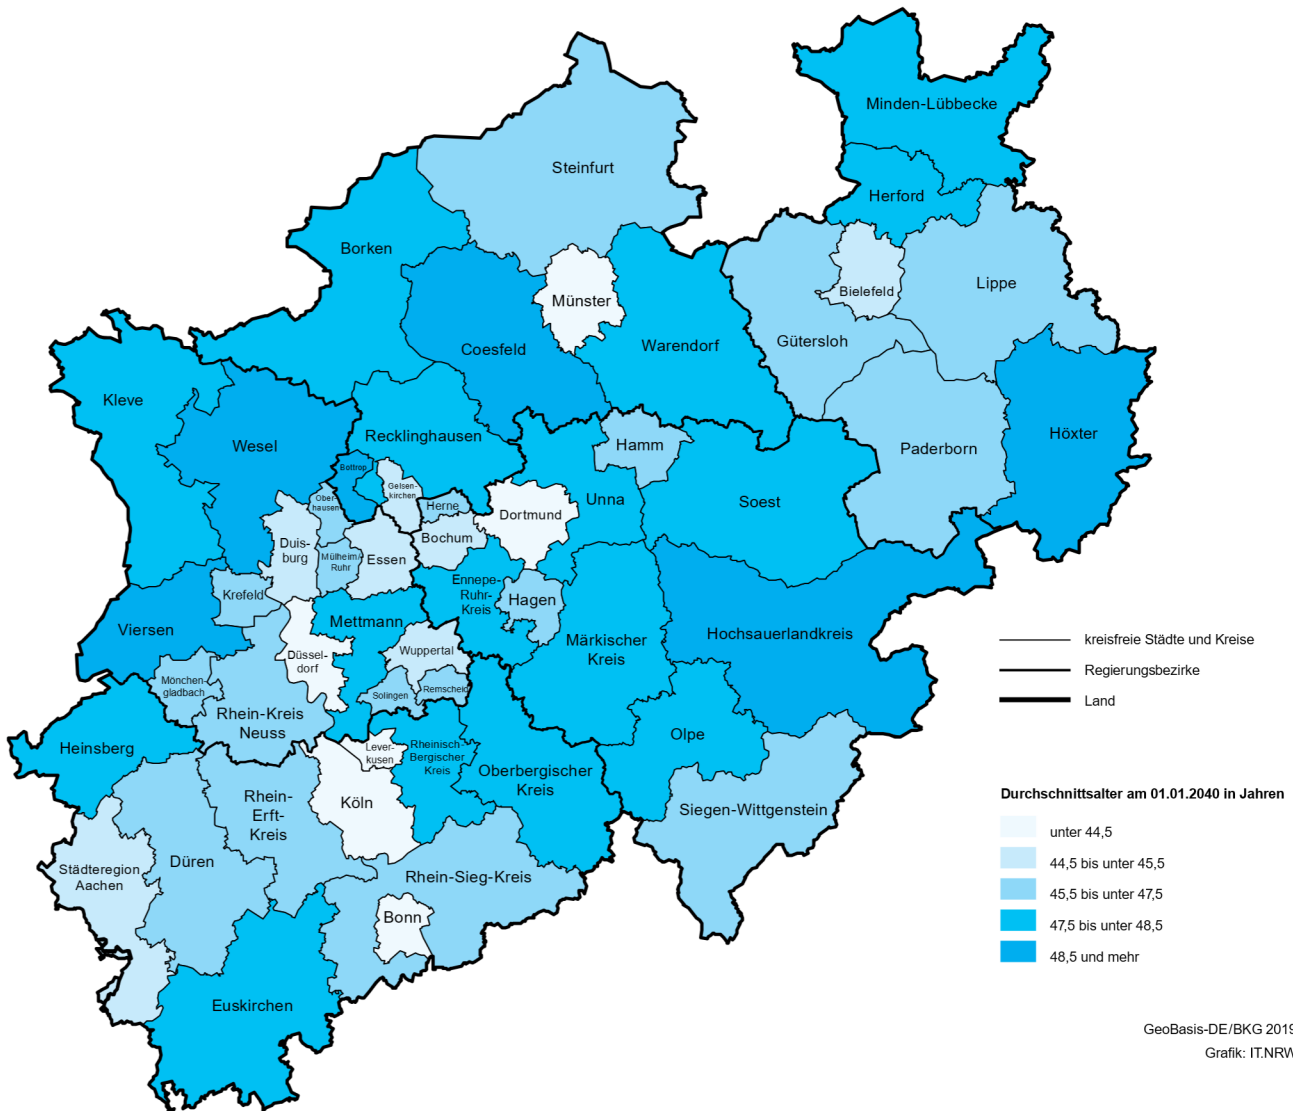 Minden-Lübbecke
Steinfurt
Herford
Borken
Lippe
Bielefeld
Münster
Gütersloh
Warendorf
Coesfeld
Kleve
Höxter
Recklinghausen
Wesel
Hamm
Paderborn
Bottrop
Gelsen-
kirchen
Ober-
hausen
Herne
Unna
Soest
Dortmund
Bochum
Duis-
burg
Mülheim/
Ruhr
Essen
Krefeld
Ennepe-
Ruhr-
Kreis
Hagen
Mettmann
Viersen
Märkischer
Kreis
Hochsauerlandkreis
Düssel-
dorf
Wuppertal
Mönchen-
gladbach
Solingen
Remscheid
Rhein-Kreis
Neuss
Olpe
Heinsberg
Lever-
kusen
Rheinisch-
Bergischer
Kreis
Oberbergischer
Kreis
Köln
Rhein-
Erft-
Kreis
Siegen-Wittgenstein
Düren
Städteregion
Aachen
Rhein-Sieg-Kreis
Bonn
Euskirchen
kreisfreie Städte und Kreise
Regierungsbezirke
Land
Durchschnittsalter am 01.01.2040 in Jahren
unter 44,5
44,5 bis unter 45,5
45,5 bis unter 47,5
47,5 bis unter 48,5
48,5 und mehr
GeoBasis-DE/BKG 2019
Grafik: IT.NRW